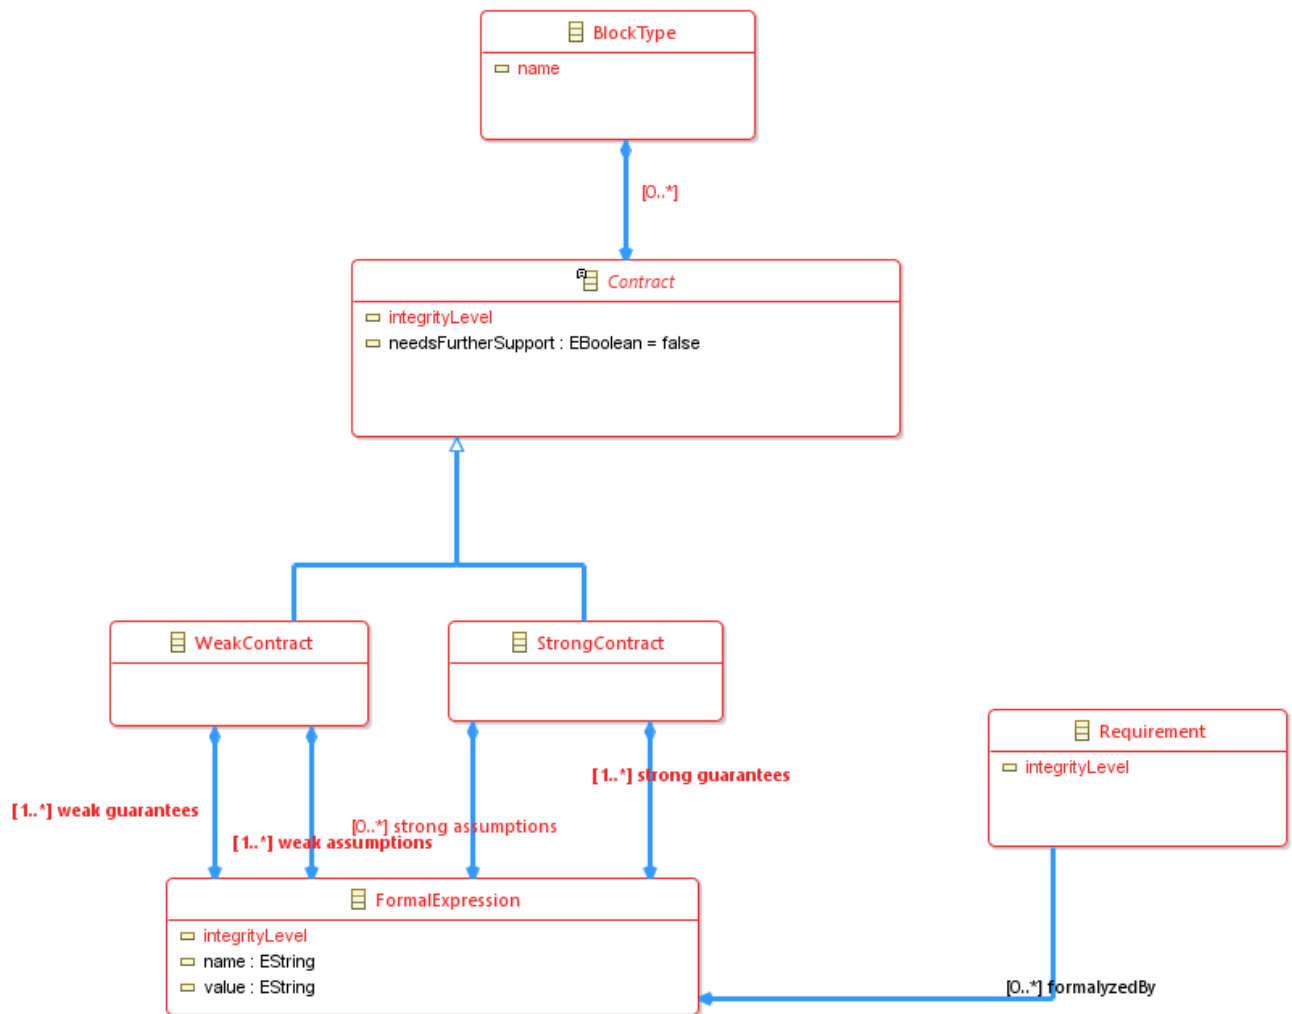 BlockType
name
[0..*]
Contract
integrityLevel
needsFurtherSupport : EBoolean = false
WeakContract
StrongContract
Requirement
integrityLevel
[1..*] strong guarantees
[1..*] weak guarantees
[0..*] strong assumptions
[1..*] weak assumptions
FormalExpression
integrityLevel
name : EString
value : EString
[0..*] formalyzedBy